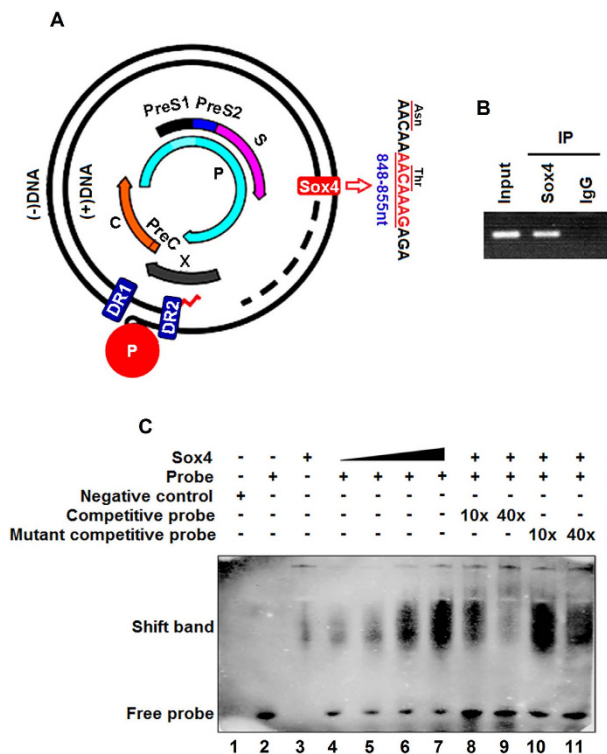 A
PreS1 PreS2 S
P
(-)DNA
(+)DNA
C
PreC
X
DR1
DR2
P
Sox4
Asn Thr
AACAAAACAAAGAGA
848-855nt
B
IP
Input Sox4 IgG
C
Sox4 - - + + + + +
Probe - + - + + + + + + + +
Negative control + - - - - - - - - - -
Competitive probe - - - - - - - 10x 40x - -
Mutant competitive probe - - - - - - - - - 10x 40x
Shift band
Free probe
1 2 3 4 5 6 7 8 9 10 11